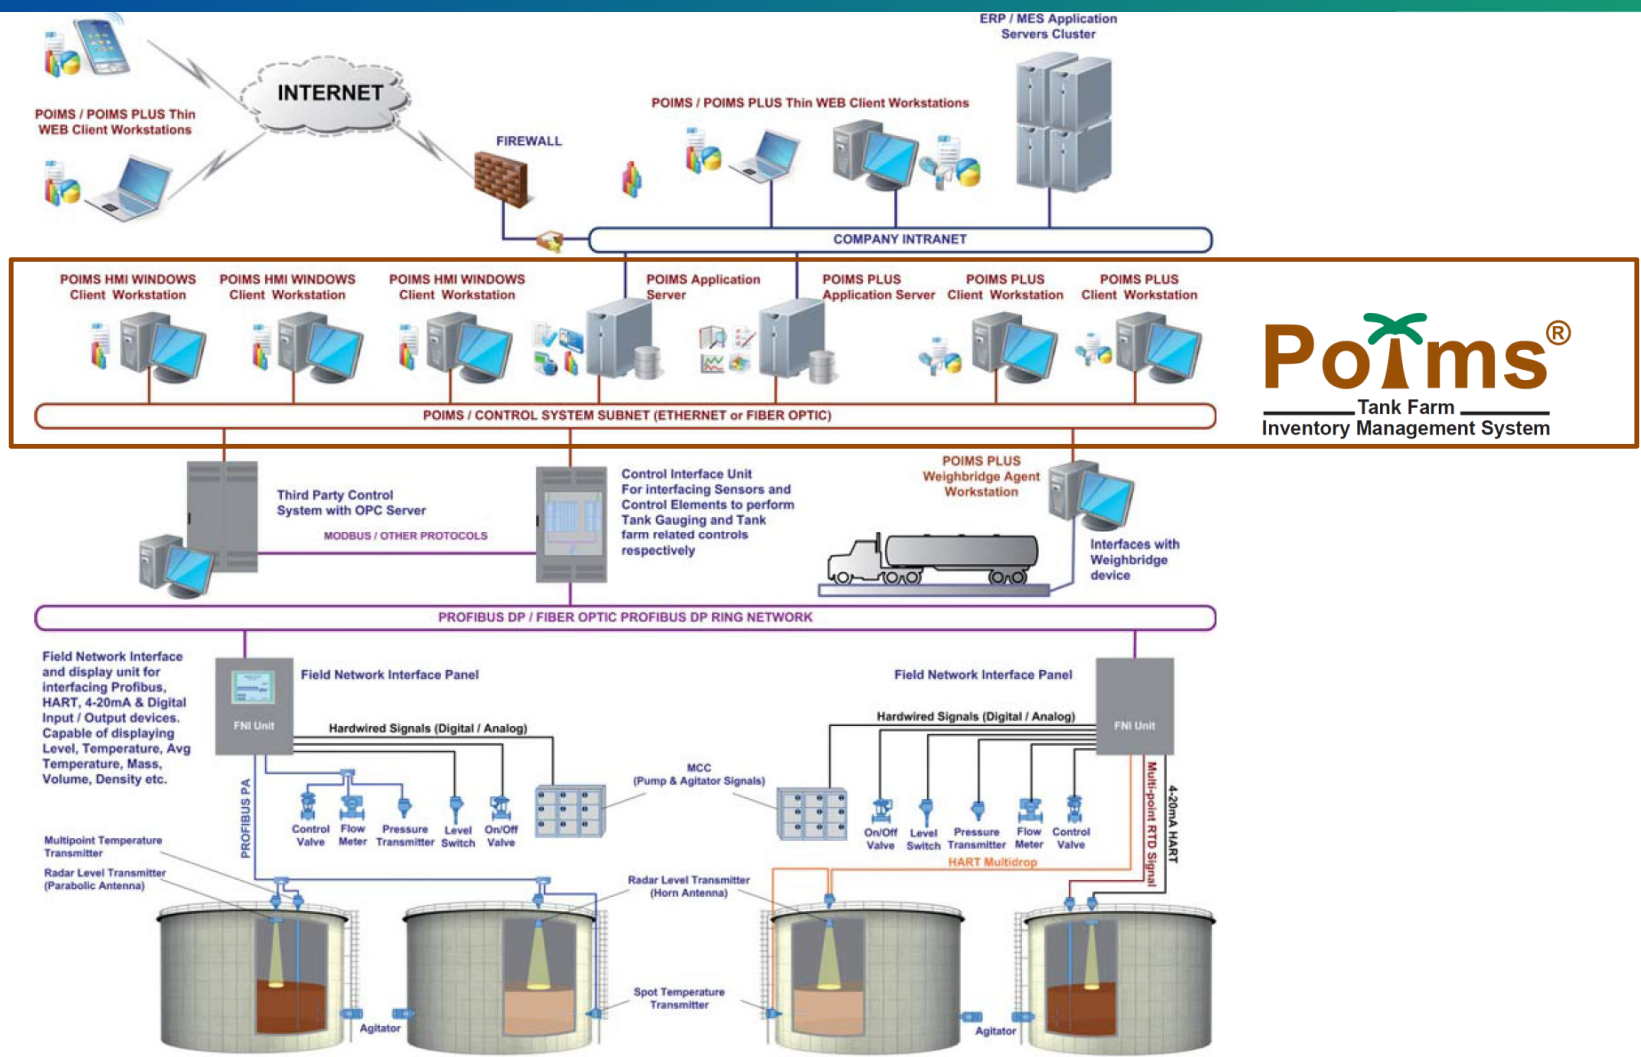 ERP / MES Application
Servers Cluster
INTERNET
POIMS / POIMS PLUS Thin
WEB Client Workstations
POIMS / POIMS PLUS Thin WEB Client Workstations
FIREWALL
COMPANY INTRANET
POIMS HMI WINDOWS
Client Workstation
POIMS HMI WINDOWS
Client Workstation
POIMS HMI WINDOWS
Client Workstation
POIMS Application
Server
POIMS PLUS
Application Server
POIMS PLUS
Client Workstation
POIMS PLUS
Client Workstation
Poims®
Tank Farm
Inventory Management System
POIMS / CONTROL SYSTEM SUBNET (ETHERNET or FIBER OPTIC)
Third Party Control
System with OPC Server
MODBUS / OTHER PROTOCOLS
Control Interface Unit
For interfacing Sensors and
Control Elements to perform
Tank Gauging and Tank
farm related controls
respectively
POIMS PLUS
Weighbridge Agent
Workstation
Interfaces with
Weighbridge
device
PROFIBUS DP / FIBER OPTIC PROFIBUS DP RING NETWORK
Field Network Interface
and display unit for
interfacing Profibus,
HART, 4-20mA & Digital
Input / Output devices.
Capable of displaying
Level, Temperature, Avg
Temperature, Mass,
Volume, Density etc.
Field Network Interface Panel
FNI Unit
Hardwired Signals (Digital / Analog)
PROFIBUS PA
Control
Valve
Flow
Meter
Pressure
Transmitter
Level
Switch
On/Off
Valve
MCC
(Pump & Agitator Signals)
Field Network Interface Panel
FNI Unit
Hardwired Signals (Digital / Analog)
On/Off
Valve
Level
Switch
Pressure
Transmitter
Flow
Meter
Control
Valve
HART Multidrop
Multi-point RTD Signal
4-20mA HART
Multipoint Temperature
Transmitter
Radar Level Transmitter
(Parabolic Antenna)
Radar Level Transmitter
(Horn Antenna)
Spot Temperature
Transmitter
Agitator
Agitator